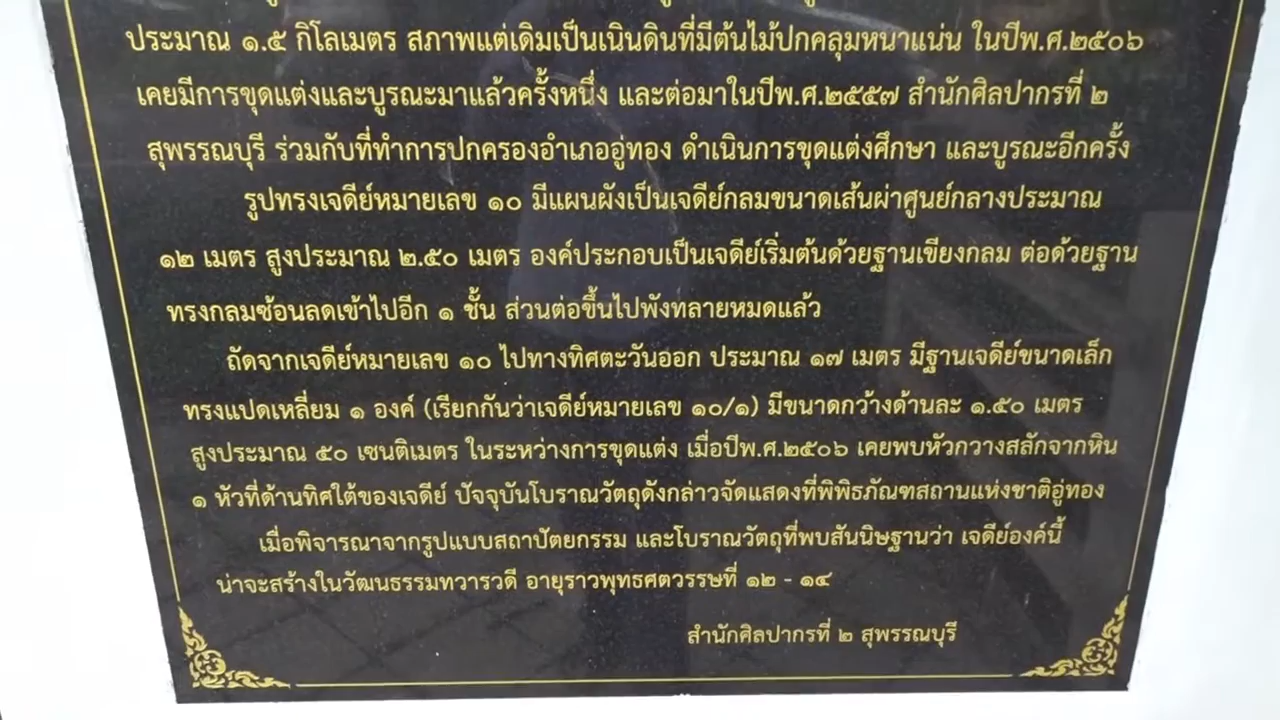 ประมาณ ๑.๕ กิโลเมตร สภาพแต่เดิมเป็นเนินดินที่มีต้นไม้ปกคลุมหนาแน่น ในปีพ.ศ.๒๕๐๖
เคยมีการขุดแต่งและบูรณะมาแล้วครั้งหนึ่ง และต่อมาในปีพ.ศ.๒๕๕๗ สำนักศิลปากรที่ ๒
สุพรรณบุรี ร่วมกับที่ทำการปกครองอำเภออู่ทอง ดำเนินการขุดแต่งศึกษา และบูรณะอีกครั้ง
รูปทรงเจดีย์หมายเลข ๑๐ มีแผนผังเป็นเจดีย์กลมขนาดเส้นผ่าศูนย์กลางประมาณ
๑๒ เมตร สูงประมาณ ๒.๕๐ เมตร องค์ประกอบเป็นเจดีย์เริ่มต้นด้วยฐานเขียงกลม ต่อด้วยฐาน
ทรงกลมซ้อนลดเข้าไปอีก ๑ ชั้น ส่วนต่อขึ้นไปพังทลายหมดแล้ว
ถัดจากเจดีย์หมายเลข ๑๐ ไปทางทิศตะวันออก ประมาณ ๑๗ เมตร มีฐานเจดีย์ขนาดเล็ก
ทรงแปดเหลี่ยม ๑ องค์ (เรียกกันว่าเจดีย์หมายเลข ๑๐/๑) มีขนาดกว้างด้านละ ๑.๕๐ เมตร
สูงประมาณ ๕๐ เซนติเมตร ในระหว่างการขุดแต่ง เมื่อปีพ.ศ.๒๕๐๖ เคยพบหัวกวางสลักจากหิน
๑ หัวที่ด้านทิศใต้ของเจดีย์ ปัจจุบันโบราณวัตถุดังกล่าวจัดแสดงที่พิพิธภัณฑสถานแห่งชาติอู่ทอง
เมื่อพิจารณาจากรูปแบบสถาปัตยกรรม และโบราณวัตถุที่พบสันนิษฐานว่า เจดีย์องค์นี้
น่าจะสร้างในวัฒนธรรมทวารวดี อายุราวพุทธศตวรรษที่ ๑๒ - ๑๔
สำนักศิลปากรที่ ๒ สุพรรณบุรี